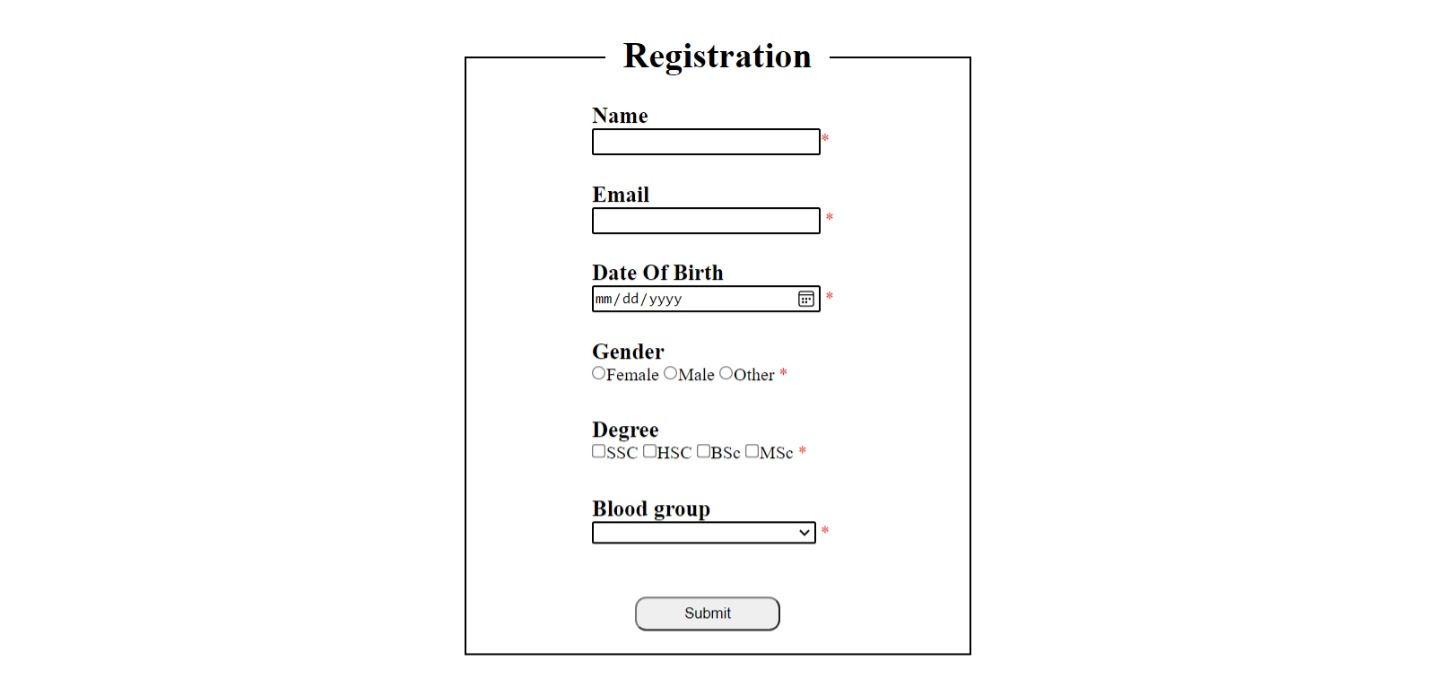 Registration
Name
*
Email
*
Date Of Birth
mm/dd/yyyy *
Gender
Female Male Other *
Degree
SSC HSC BSc MSc *
Blood group
*
Submit